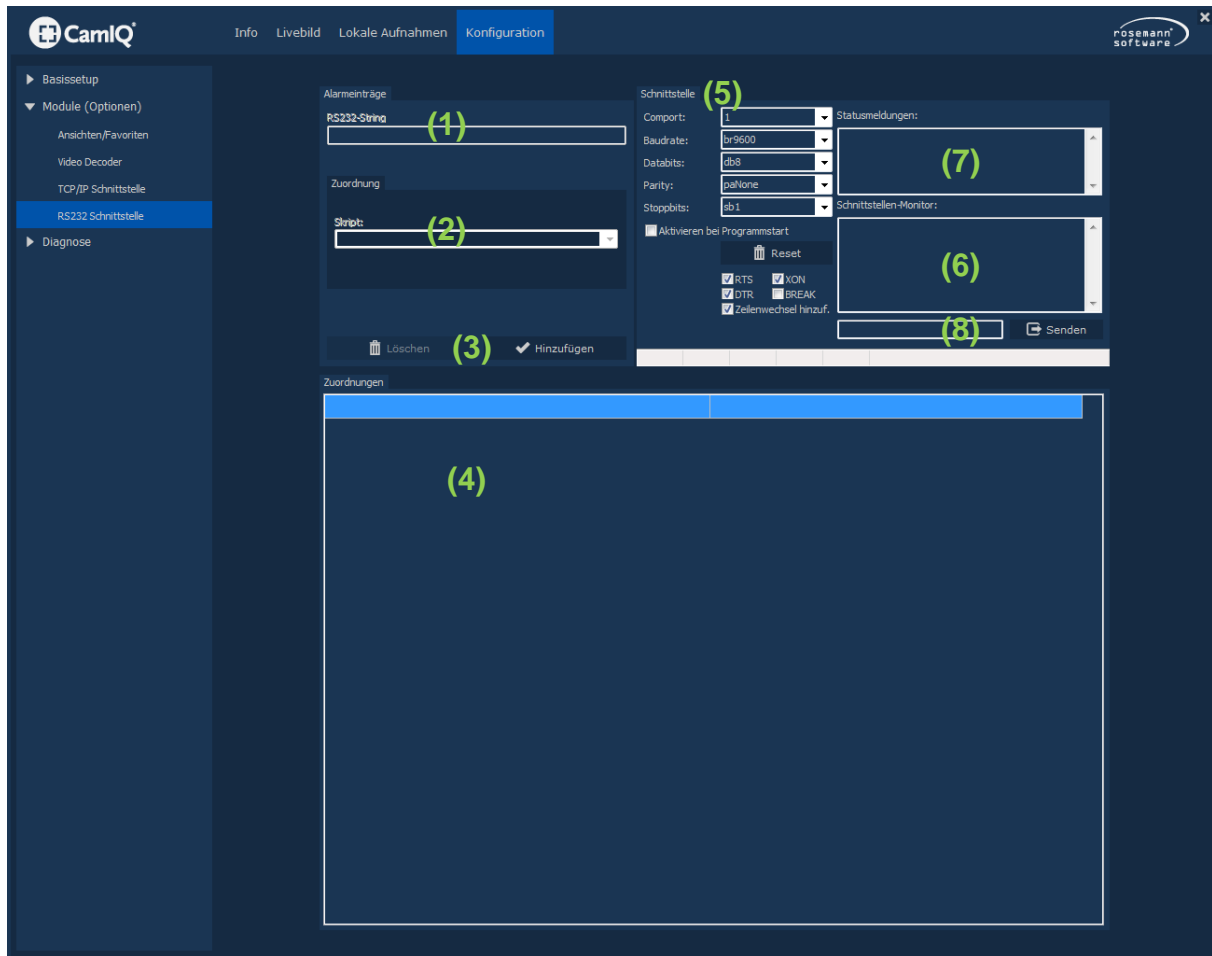 CamIQ°
Info Livebild Lokale Aufnahmen Konfiguration
rosemann°
software
Basissetup
Module (Optionen)
Ansichten/Favoriten
Video Decoder
TCP/IP Schnittstelle
RS232 Schnittstelle
Diagnose
Alarmeinträge
RS232-String
(1)
Zuordnung
Skript:
(2)
Löschen
(3)
Hinzufügen
Schnittstelle
(5)
Comport: 1
Baudrate: br9600
Databits: db8
Parity: paNone
Stoppbits: sb1
Aktivieren bei Programmstart
Reset
RTS XON
DTR BREAK
Zeilenwechsel hinzuf.
Statusmeldungen:
(7)
Schnittstellen-Monitor:
(6)
(8)
Senden
Zuordnungen
(4)